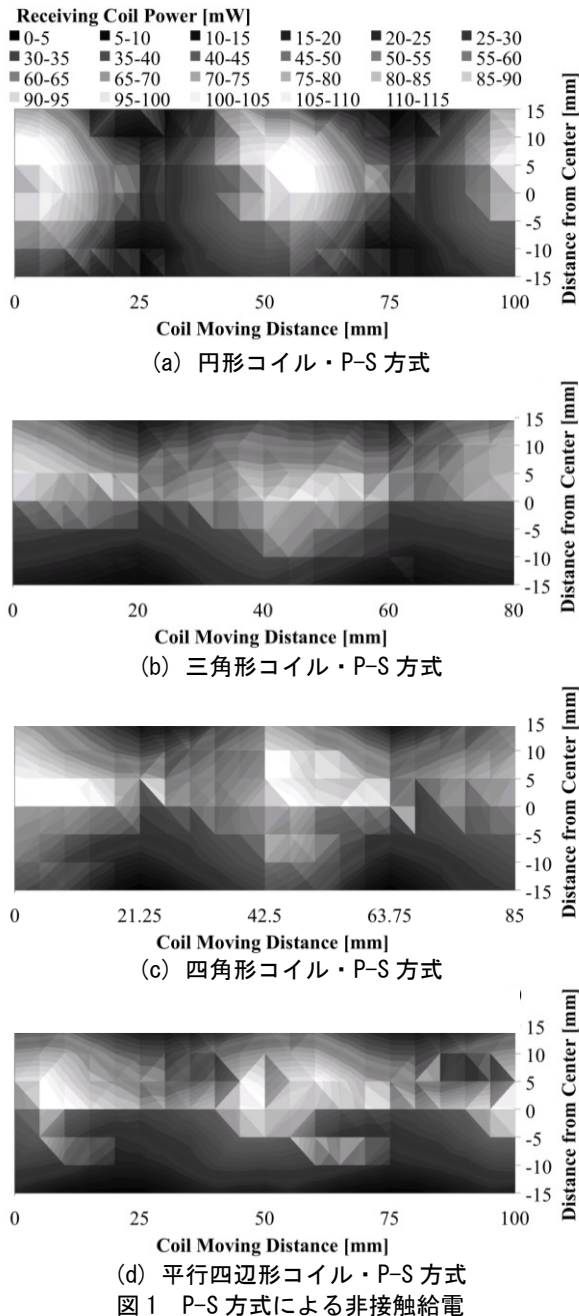 Receiving Coil Power [mW]
■0-5 ■5-10 ■10-15 ■15-20 ■20-25 ■25-30
■30-35 ■35-40 ■40-45 ■45-50 ■50-55 ■55-60
■60-65 ■65-70 ■70-75 ■75-80 ■80-85 ■85-90
90-95 95-100 100-105 105-110 110-115
15
10
5
0
-5
-10
-15
Distance from Center [mm]
0 25 50 75 100
Coil Moving Distance [mm]
(a) 円形コイル・P-S 方式
15
10
5
0
-5
-10
-15
Distance from Center [mm]
0 20 40 60 80
Coil Moving Distance [mm]
(b) 三角形コイル・P-S 方式
15
10
5
0
-5
-10
-15
Distance from Center [mm]
0 21.25 42.5 63.75 85
Coil Moving Distance [mm]
(c) 四角形コイル・P-S 方式
15
10
5
0
-5
-10
-15
Distance from Center [mm]
0 25 50 75 100
Coil Moving Distance [mm]
(d) 平行四辺形コイル・P-S 方式
図1 P-S 方式による非接触給電